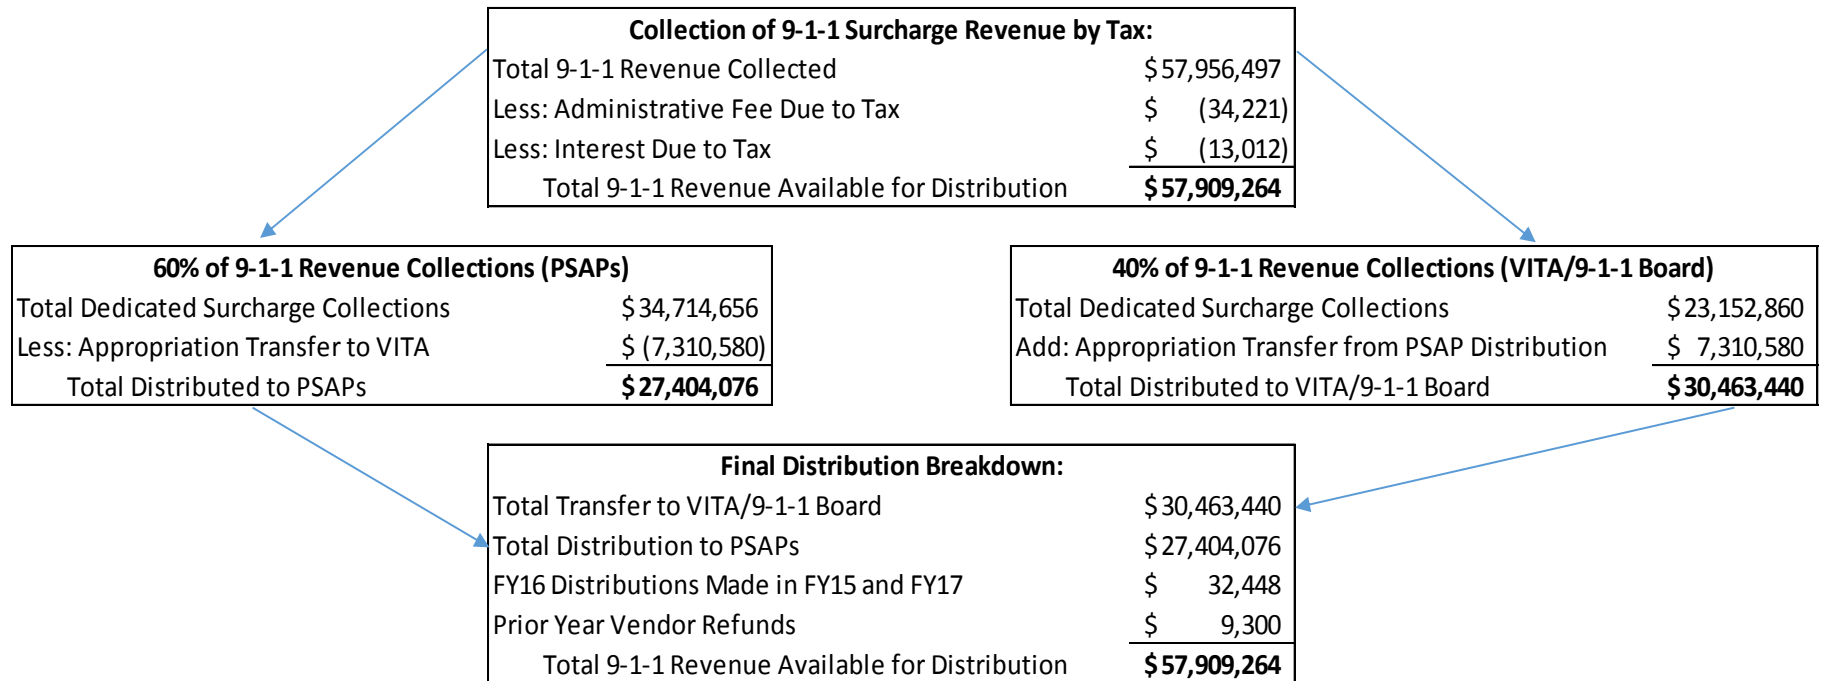 Collection of 9-1-1 Surcharge Revenue by Tax:
Total 9-1-1 Revenue Collected $57,956,497
Less: Administrative Fee Due to Tax $ (34,221)
Less: Interest Due to Tax $ (13,012)
Total 9-1-1 Revenue Available for Distribution $57,909,264
60% of 9-1-1 Revenue Collections (PSAPs)
Total Dedicated Surcharge Collections $34,714,656
Less: Appropriation Transfer to VITA $ (7,310,580)
Total Distributed to PSAPs $27,404,076
40% of 9-1-1 Revenue Collections (VITA/9-1-1 Board)
Total Dedicated Surcharge Collections $23,152,860
Add: Appropriation Transfer from PSAP Distribution $ 7,310,580
Total Distributed to VITA/9-1-1 Board $30,463,440
Final Distribution Breakdown:
Total Transfer to VITA/9-1-1 Board $30,463,440
Total Distribution to PSAPs $27,404,076
FY16 Distributions Made in FY15 and FY17 $ 32,448
Prior Year Vendor Refunds $ 9,300
Total 9-1-1 Revenue Available for Distribution $57,909,264